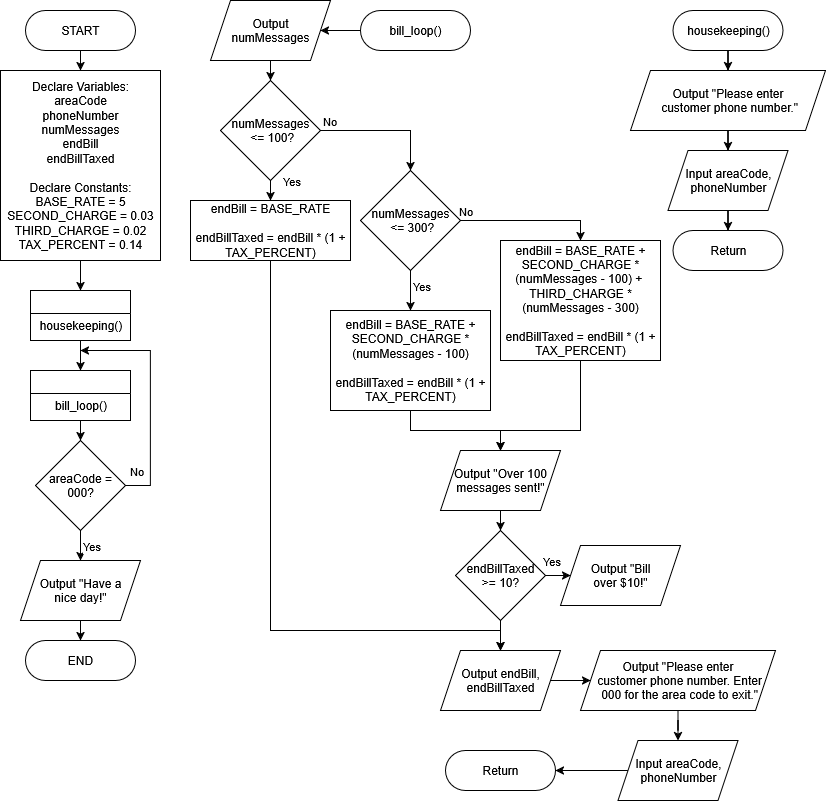 START
Declare Variables:
areaCode
phoneNumber
numMessages
endBill
endBillTaxed
Declare Constants:
BASE_RATE = 5
SECOND_CHARGE = 0.03
THIRD_CHARGE = 0.02
TAX_PERCENT = 0.14
housekeeping()
bill_loop()
areaCode =
000?
No
Yes
Output "Have a
nice day!"
END
bill_loop()
Output
numMessages
numMessages
<= 100?
No
Yes
endBill = BASE_RATE
endBillTaxed = endBill * (1 +
TAX_PERCENT)
numMessages
<= 300?
No
Yes
endBill = BASE_RATE +
SECOND_CHARGE *
(numMessages - 100)
endBillTaxed = endBill * (1 +
TAX_PERCENT)
endBill = BASE_RATE +
SECOND_CHARGE *
(numMessages - 100) +
THIRD_CHARGE *
(numMessages - 300)
endBillTaxed = endBill * (1 +
TAX_PERCENT)
Output "Over 100
messages sent!"
endBillTaxed
>= 10?
Yes
Output "Bill
over $10!"
Output endBill,
endBillTaxed
Output "Please enter
customer phone number. Enter
000 for the area code to exit."
Input areaCode,
phoneNumber
Return
housekeeping()
Output "Please enter
customer phone number."
Input areaCode,
phoneNumber
Return